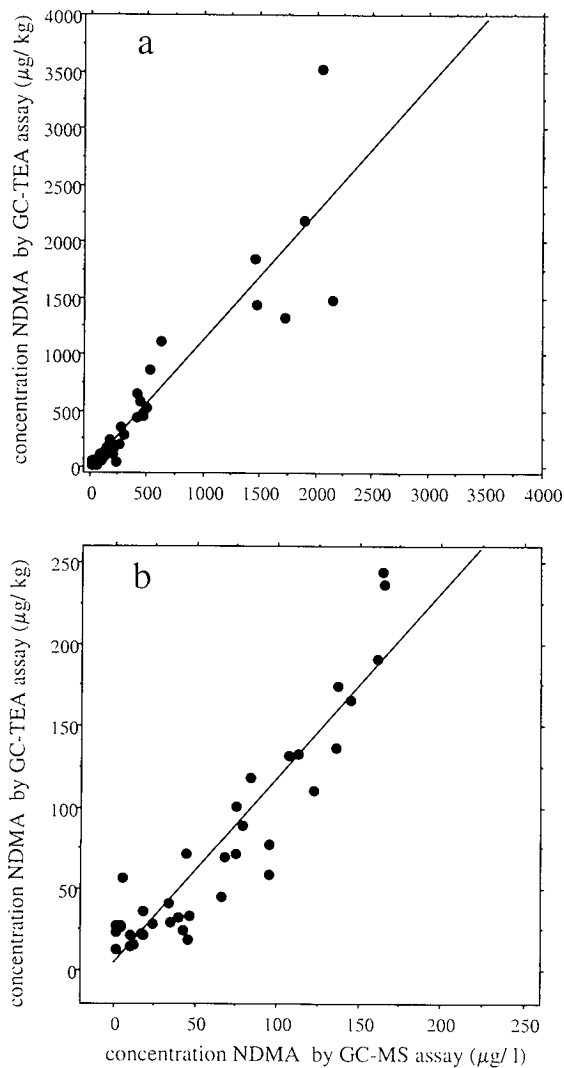 a
concentration NDMA by GC-TEA assay (µg/ kg)
4000
3500
3000
2500
2000
1500
1000
500
0
0 500 1000 1500 2000 2500 3000 3500 4000
b
concentration NDMA by GC-TEA assay (µg/ kg)
250
200
150
100
50
0
0 50 100 150 200 250
concentration NDMA by GC-MS assay (µg/ l)